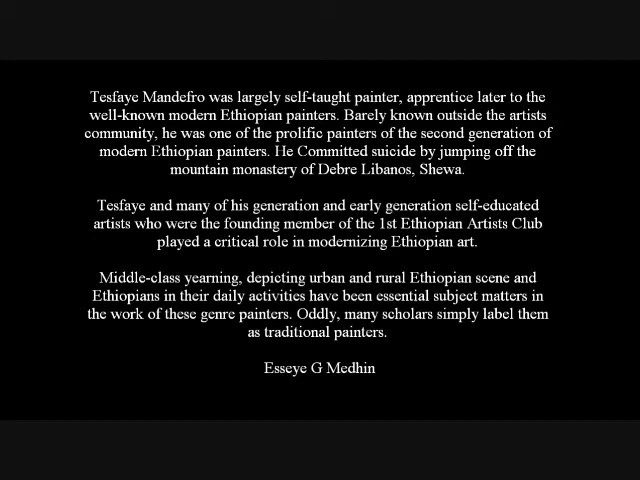 Tesfaye Mandefro was largely self-taught painter, apprentice later to the
well-known modern Ethiopian painters. Barely known outside the artists
community, he was one of the prolific painters of the second generation of
modern Ethiopian painters. He Committed suicide by jumping off the
mountain monastery of Debre Libanos, Shewa.
Tesfaye and many of his generation and early generation self-educated
artists who were the founding member of the 1st Ethiopian Artists Club
played a critical role in modernizing Ethiopian art.
Middle-class yearning, depicting urban and rural Ethiopian scene and
Ethiopians in their daily activities have been essential subject matters in
the work of these genre painters. Oddly, many scholars simply label them
as traditional painters.
Esseye G Medhin